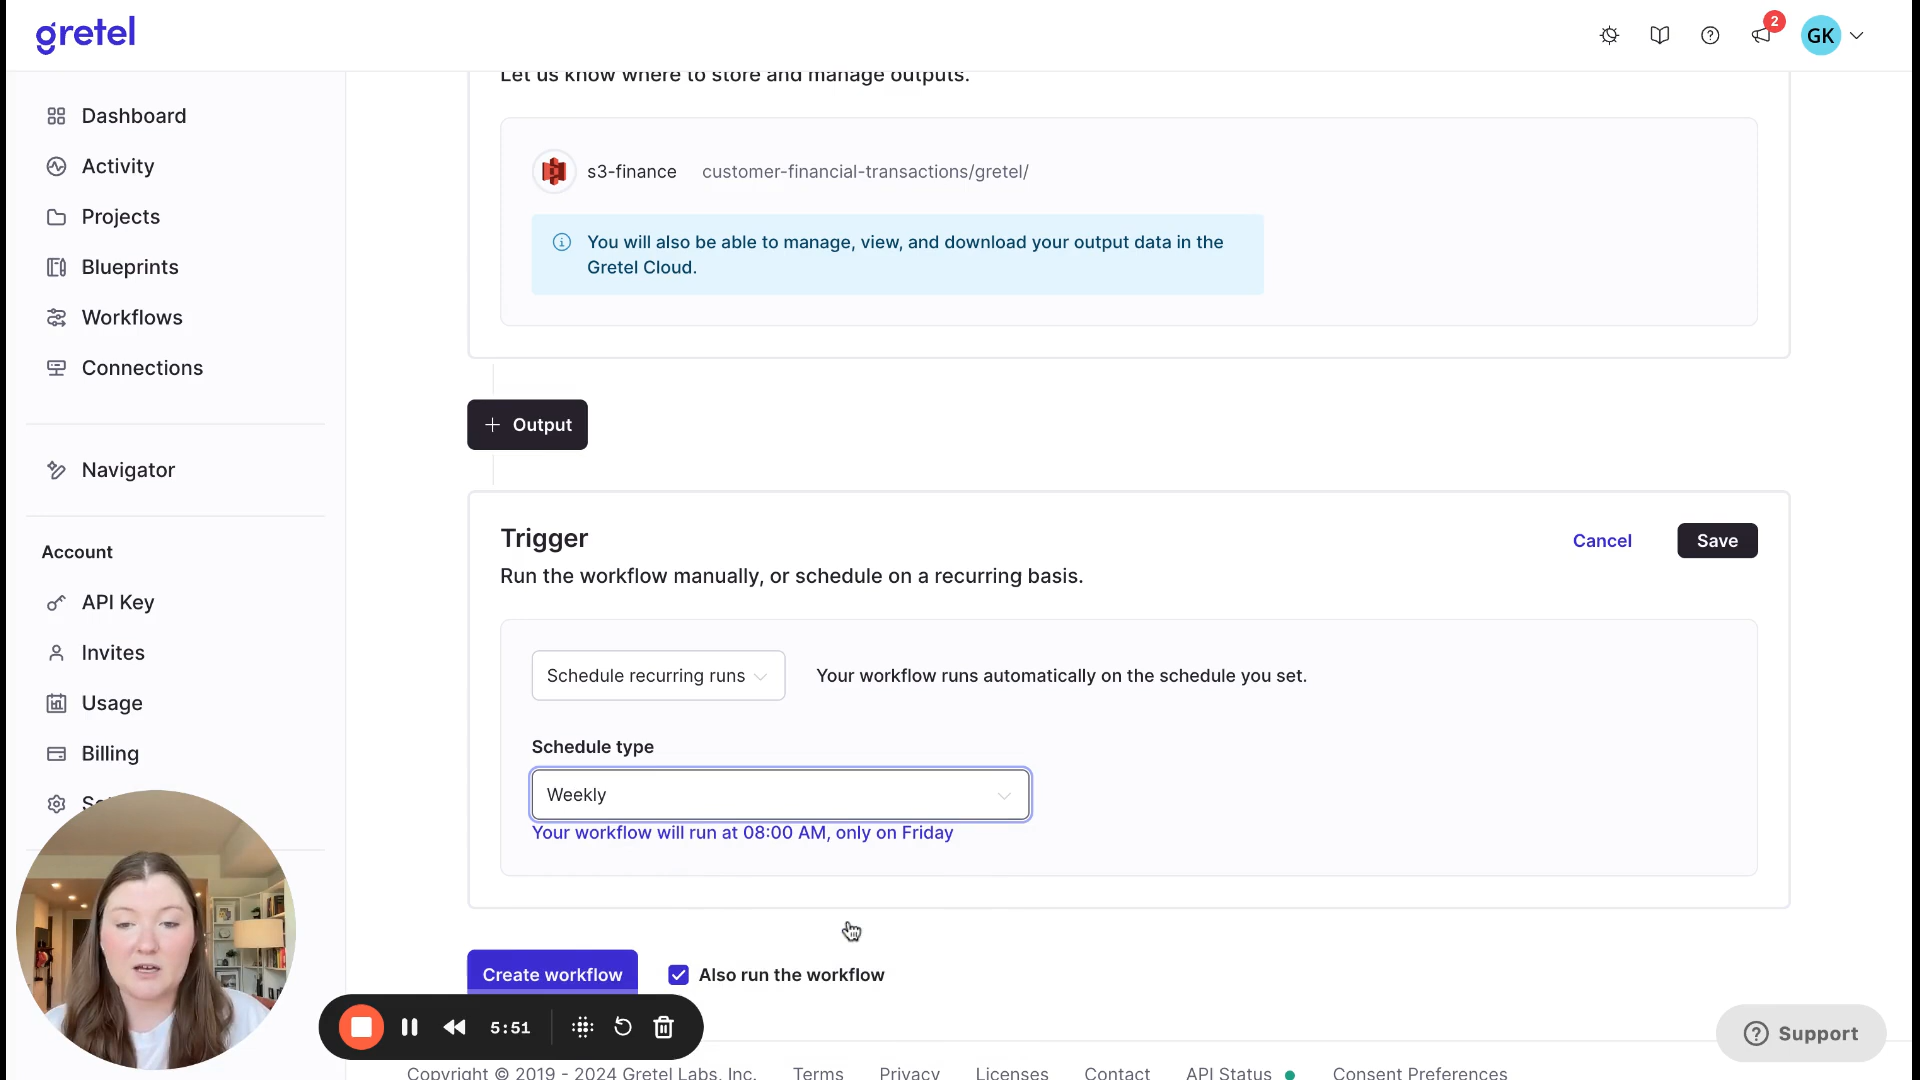 gretel
2
GK
Dashboard
Activity
Projects
Blueprints
Workflows
Connections
Navigator
Account
API Key
Invites
Usage
Billing
Let us know where to store and manage outputs.
s3-finance customer-financial-transactions/gretel/
You will also be able to manage, view, and download your output data in the
Gretel Cloud.
Output
Trigger
Cancel
Save
Run the workflow manually, or schedule on a recurring basis.
Schedule recurring runs
Your workflow runs automatically on the schedule you set.
Schedule type
Weekly
Your workflow will run at 08:00 AM, only on Friday
Create workflow
Also run the workflow
5:51
Support
Copyright © 2019 - 2024 Gretel Labs, Inc. Terms Privacy Licenses Contact API Status Consent Preferences